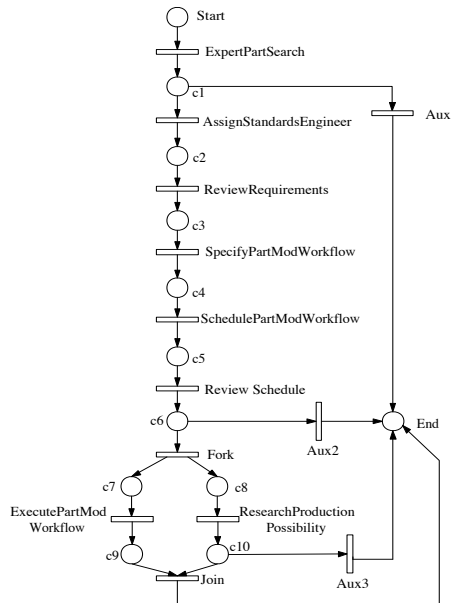 Start
ExpertPartSearch
c1
Aux
AssignStandardsEngineer
c2
ReviewRequirements
c3
SpecifyPartModWorkflow
c4
SchedulePartModWorkflow
c5
Review Schedule
c6
End
Aux2
Fork
c7
c8
ExecutePartMod
Workflow
ResearchProduction
Possibility
c9
c10
Join
Aux3